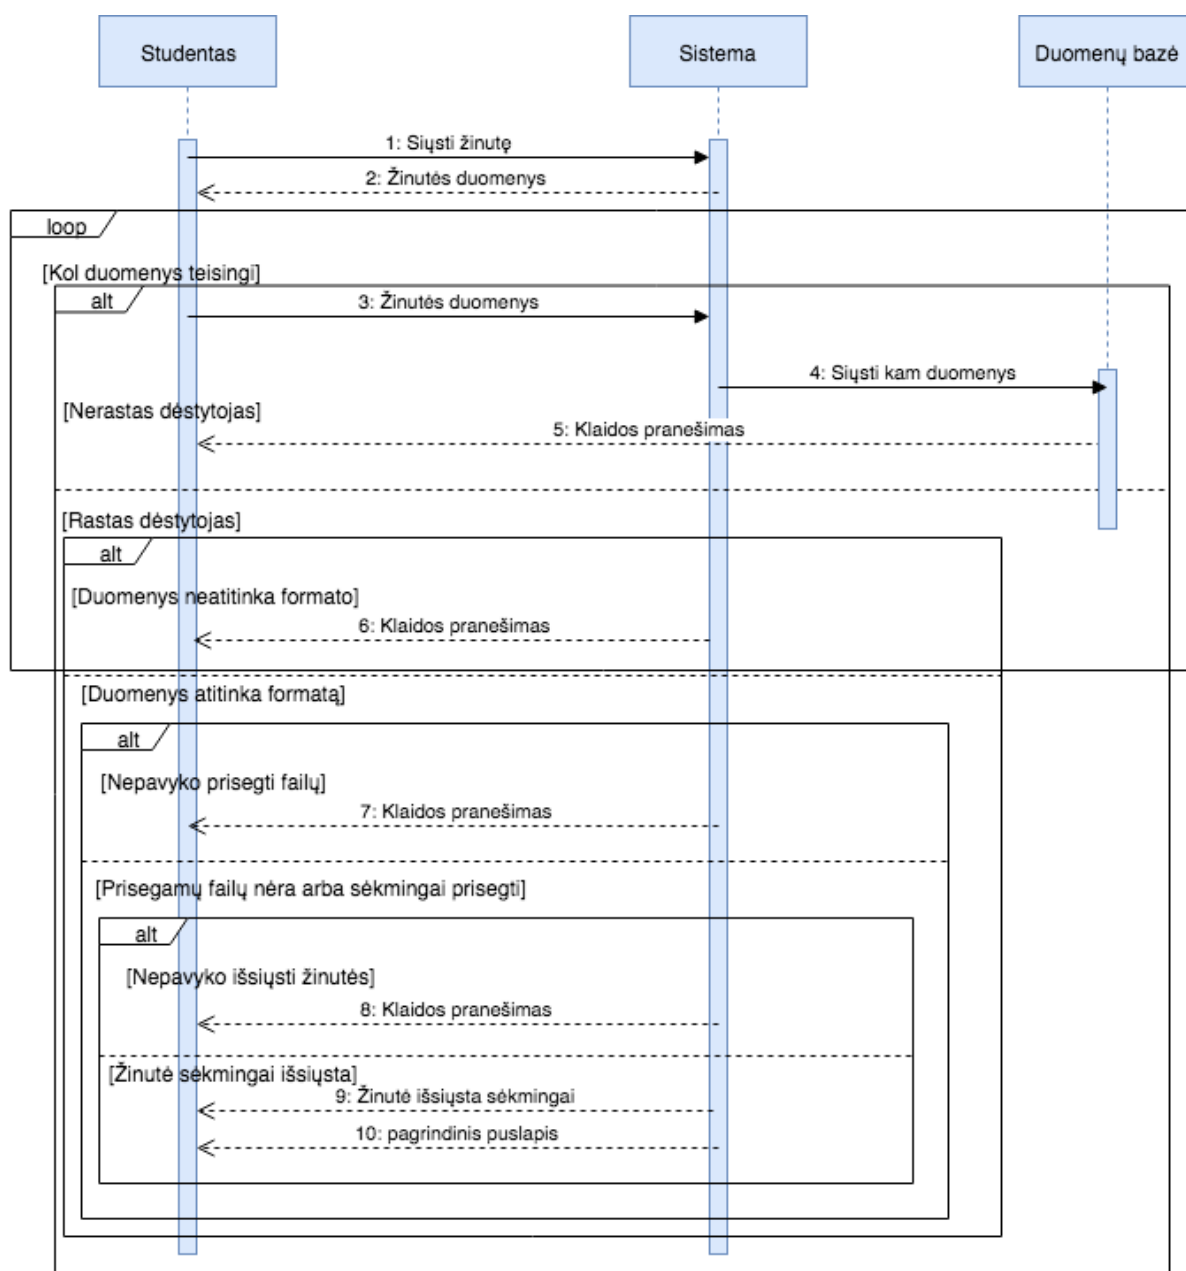 Studentas
Sistema
Duomenų bazė
1: Siųsti žinutę
2: Žinutės duomenys
loop
[Kol duomenys teisingi]
alt
3: Žinutės duomenys
4: Siųsti kam duomenys
[Nerastas dėstytojas]
5: Klaidos pranešimas
[Rastas dėstytojas]
alt
[Duomenys neatitinka formato]
6: Klaidos pranešimas
[Duomenys atitinka formatą]
alt
[Nepavyko prisegti failų]
7: Klaidos pranešimas
[Prisegamų failų nėra arba sėkmingai prisegti]
alt
[Nepavyko išsiųsti žinutės]
8: Klaidos pranešimas
[Žinutė sėkmingai išsiųsta]
9: Žinutė išsiųsta sėkmingai
10: pagrindinis puslapis